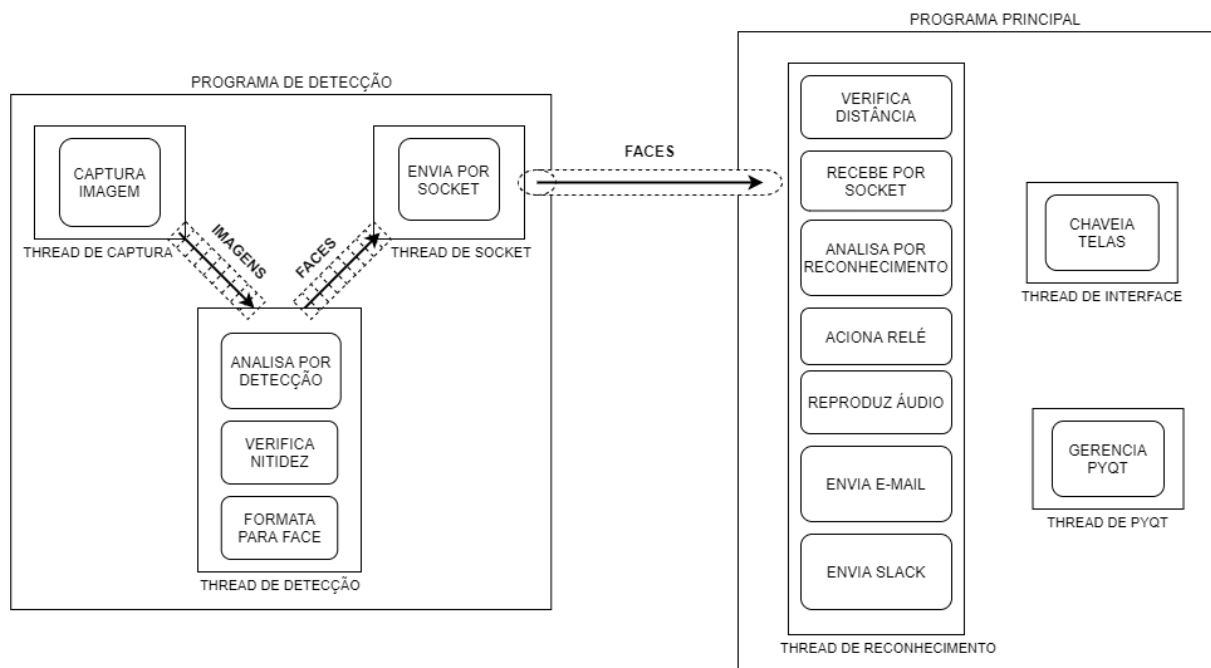 PROGRAMA DE DETECÇÃO
CAPTURA
IMAGEM
THREAD DE CAPTURA
IMAGENS
ANALISA POR
DETECÇÃO
VERIFICA
NITIDEZ
FORMATA
PARA FACE
THREAD DE DETECÇÃO
FACES
ENVIA POR
SOCKET
THREAD DE SOCKET
FACES
PROGRAMA PRINCIPAL
VERIFICA
DISTÂNCIA
RECEBE POR
SOCKET
ANALISA POR
RECONHECIMENTO
ACIONA RELÉ
REPRODUZ ÁUDIO
ENVIA E-MAIL
ENVIA SLACK
THREAD DE RECONHECIMENTO
CHAVEIA
TELAS
THREAD DE INTERFACE
GERENCIA
PYQT
THREAD DE PYQT